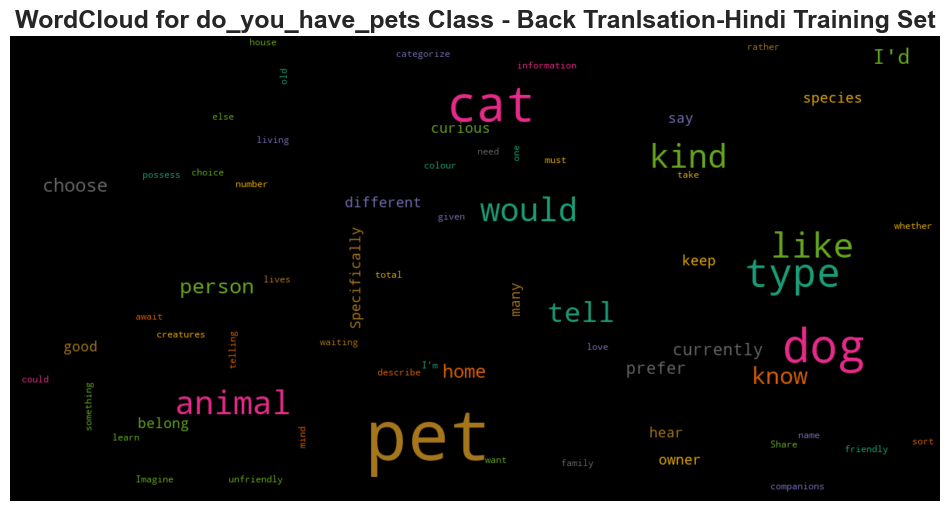 WordCloud for do_you_have_pets Class - Back Tranlsation-Hindi Training Set
house
rather
categorize
I'd
information
old
cat
species
else
say
curious
living
need
one
kind
must
colour
possess
choice
take
choose
number
different
given
would
whether
like
Specifically
keep
type
total
lives
person
many
tell
await
creatures
telling
waiting
love
good
currently
dog
prefer
I'm
describe
home
know
could
something
animal
belong
hear
learn
mind
pet
name
Share
sort
friendly
want
family
owner
Imagine
unfriendly
companions